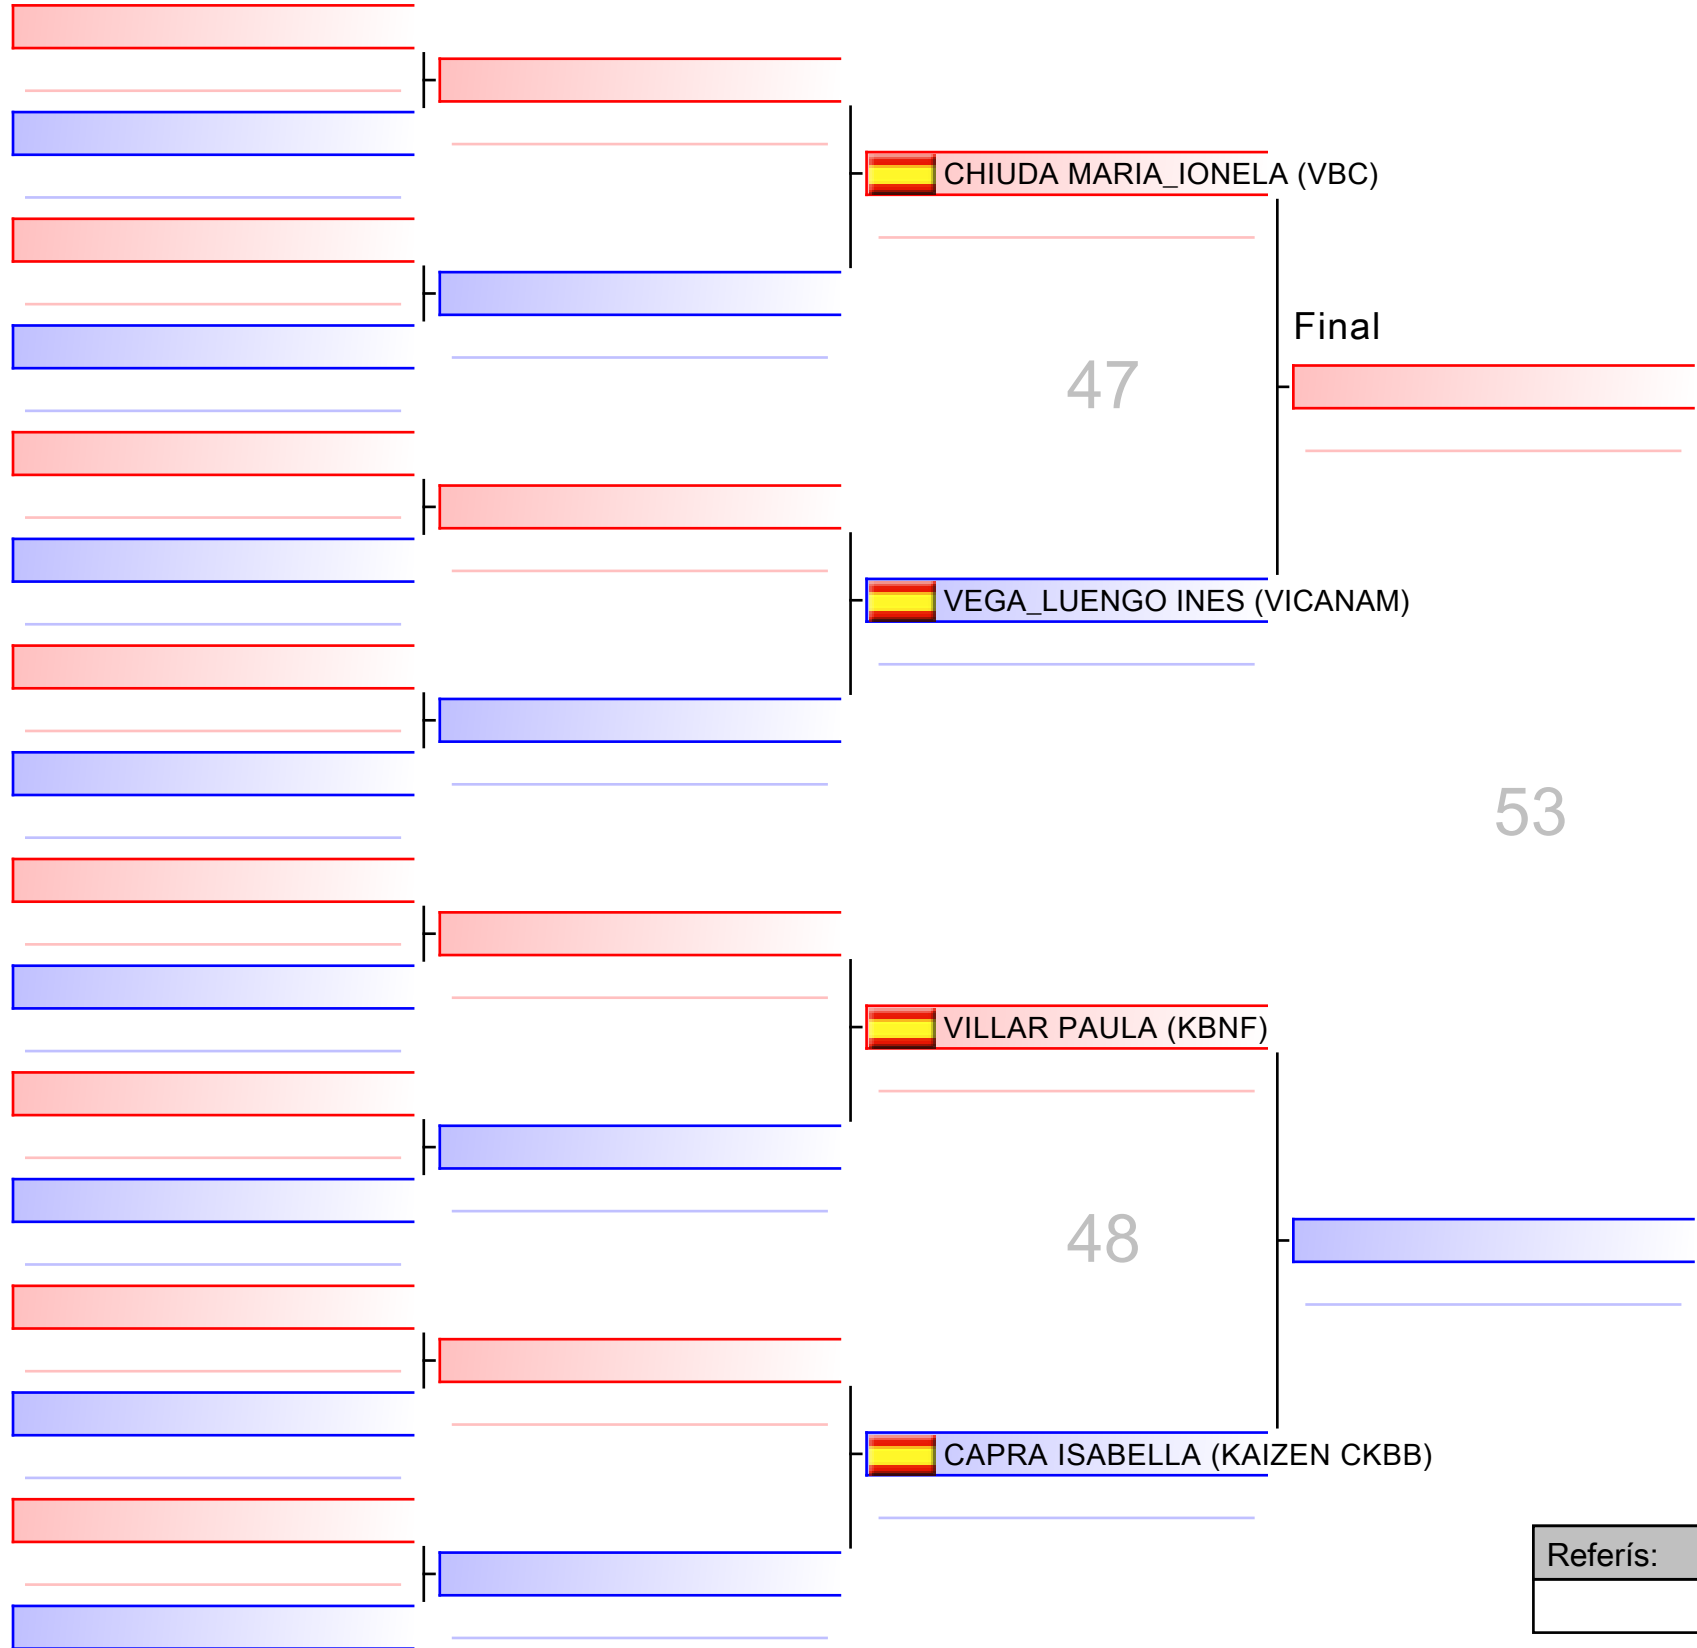 CHIUDA MARIA_IONELA (VBC)
Final
47
VEGA_LUENGO INES (VICANAM)
53
VILLAR PAULA (KBNF)
48
CAPRA ISABELLA (KAIZEN CKBB)
Referís: